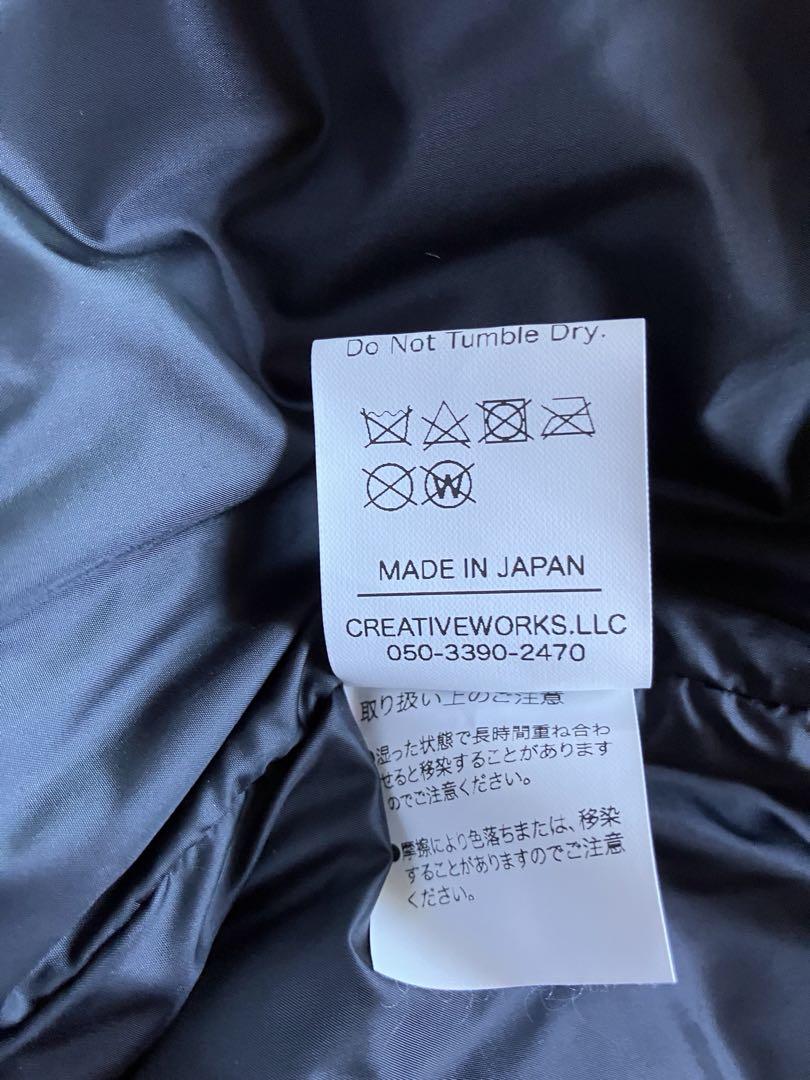 Do Not Tumble Dry.
W
MADE IN JAPAN
CREATIVEWORKS.LLC
050-3390-2470
取り扱い上のご注意
●湿った状態で長時間重ね合わ
せると移染することがあります
のでご注意ください。
●摩擦により色落ちまたは、移染
することがありますのでご注意
ください。